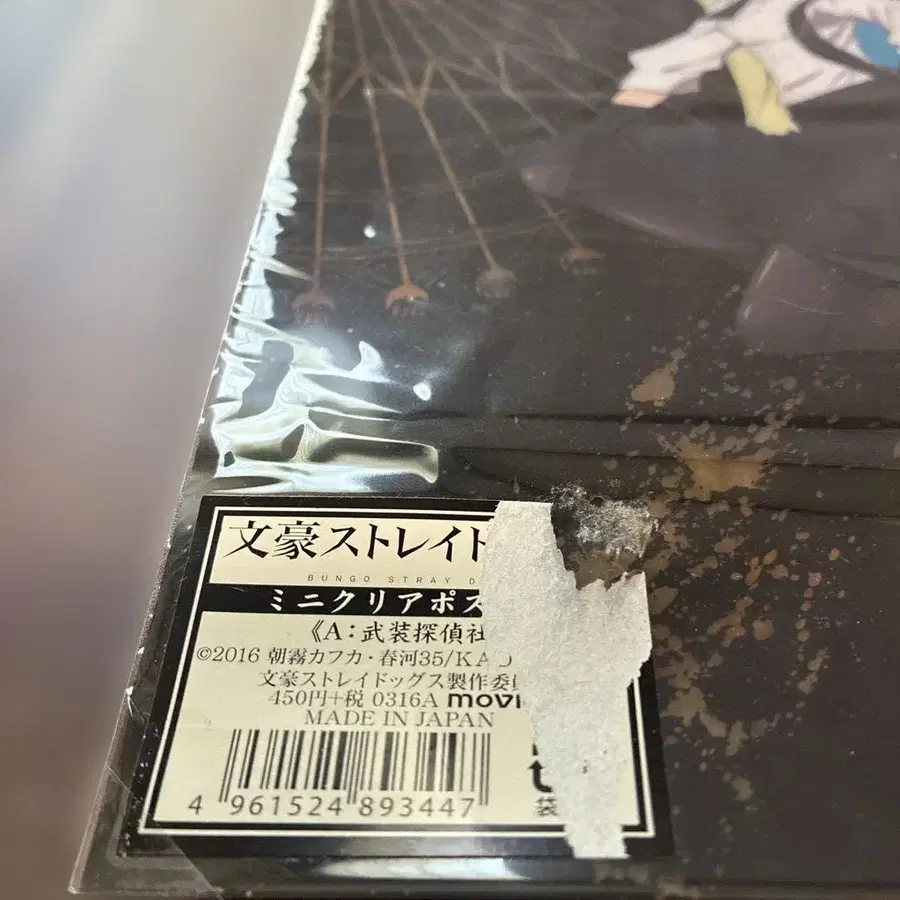 文豪ストレイド
BUNGO STRAY D
ミニクリアポス
《A:武装探偵社
©2016 朝霧カフカ・春河35/KAD
文豪ストレイドッグス製作委員
450円+税 0316A movi
MADE IN JAPAN
4 961524 893447
袋